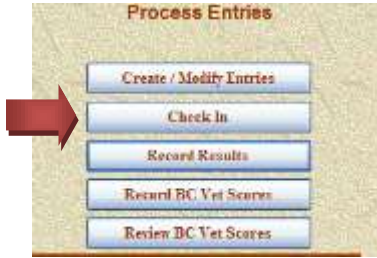 Process Entries
Create / Modify Entries
Check In
Record Results
Record BC Vet Scores
Review BC Vet Scores